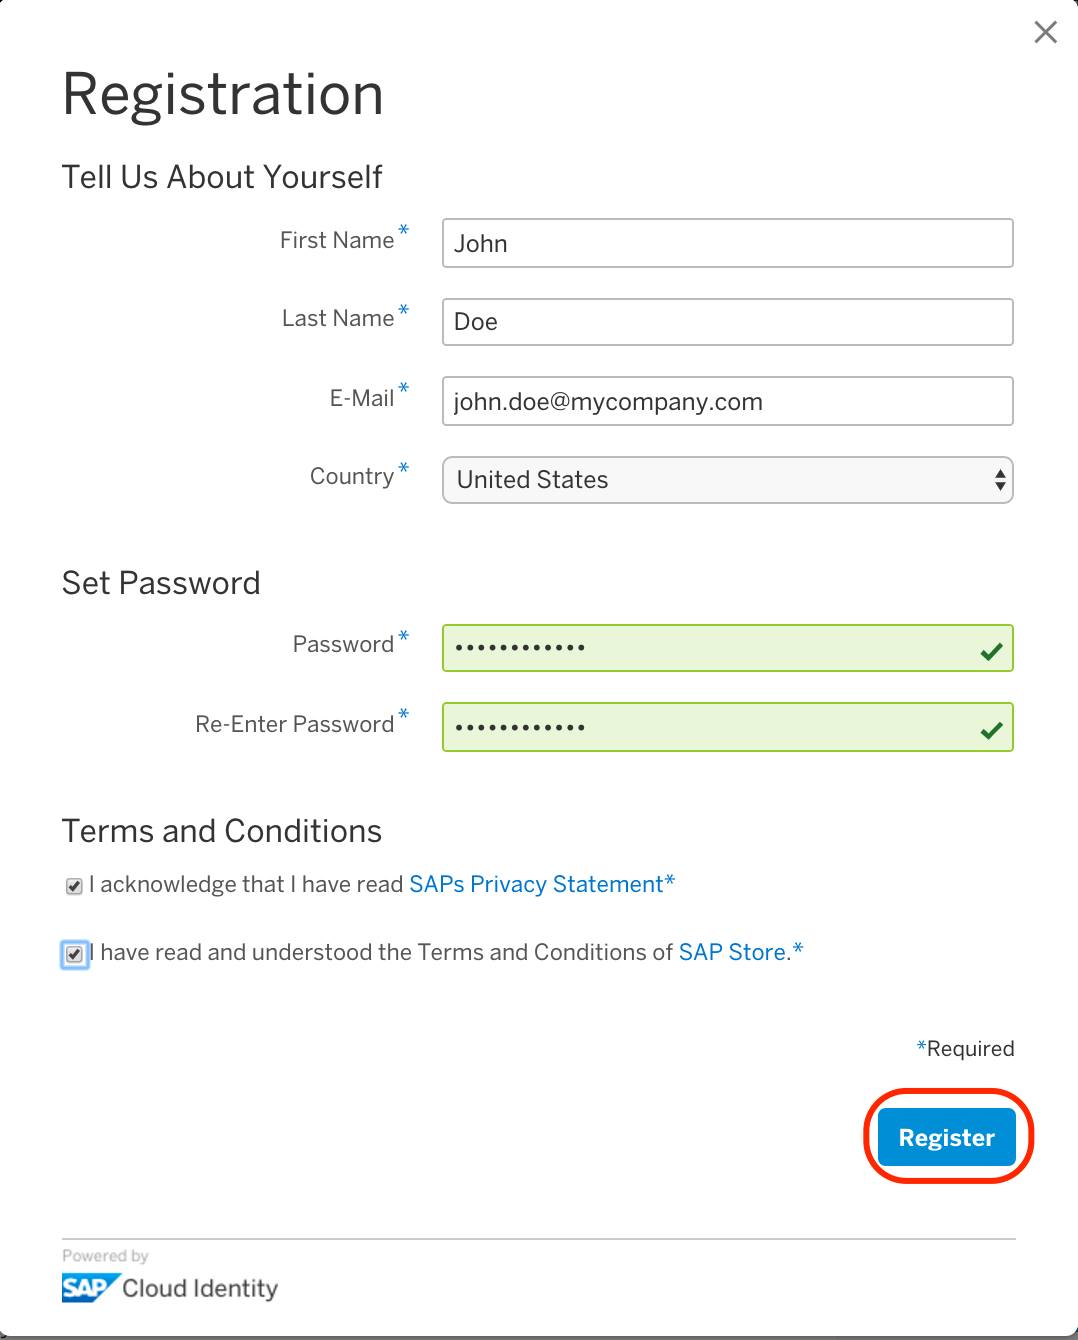 Registration
Tell Us About Yourself
First Name*
John
Last Name*
Doe
E-Mail*
john.doe@mycompany.com
Country*
United States
Set Password
Password*
••••••••••••
Re-Enter Password*
••••••••••••
Terms and Conditions
I acknowledge that I have read SAPs Privacy Statement*
I have read and understood the Terms and Conditions of SAP Store.*
*Required
Register
Powered by
SAP Cloud Identity